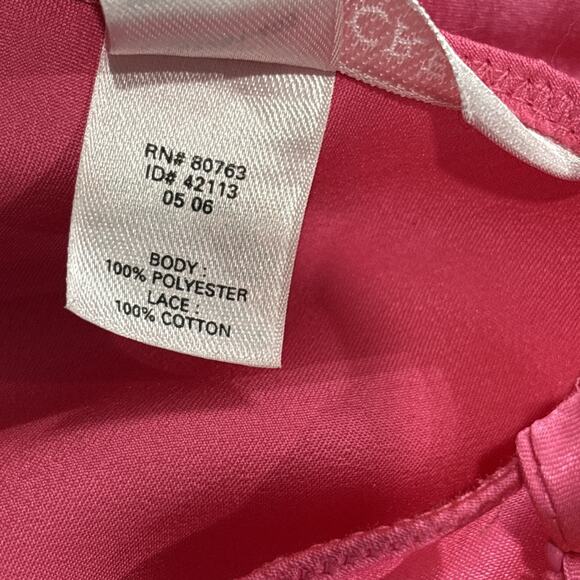 RN# 80763
ID# 42113
05 06
BODY :
100% POLYESTER
LACE :
100% COTTON